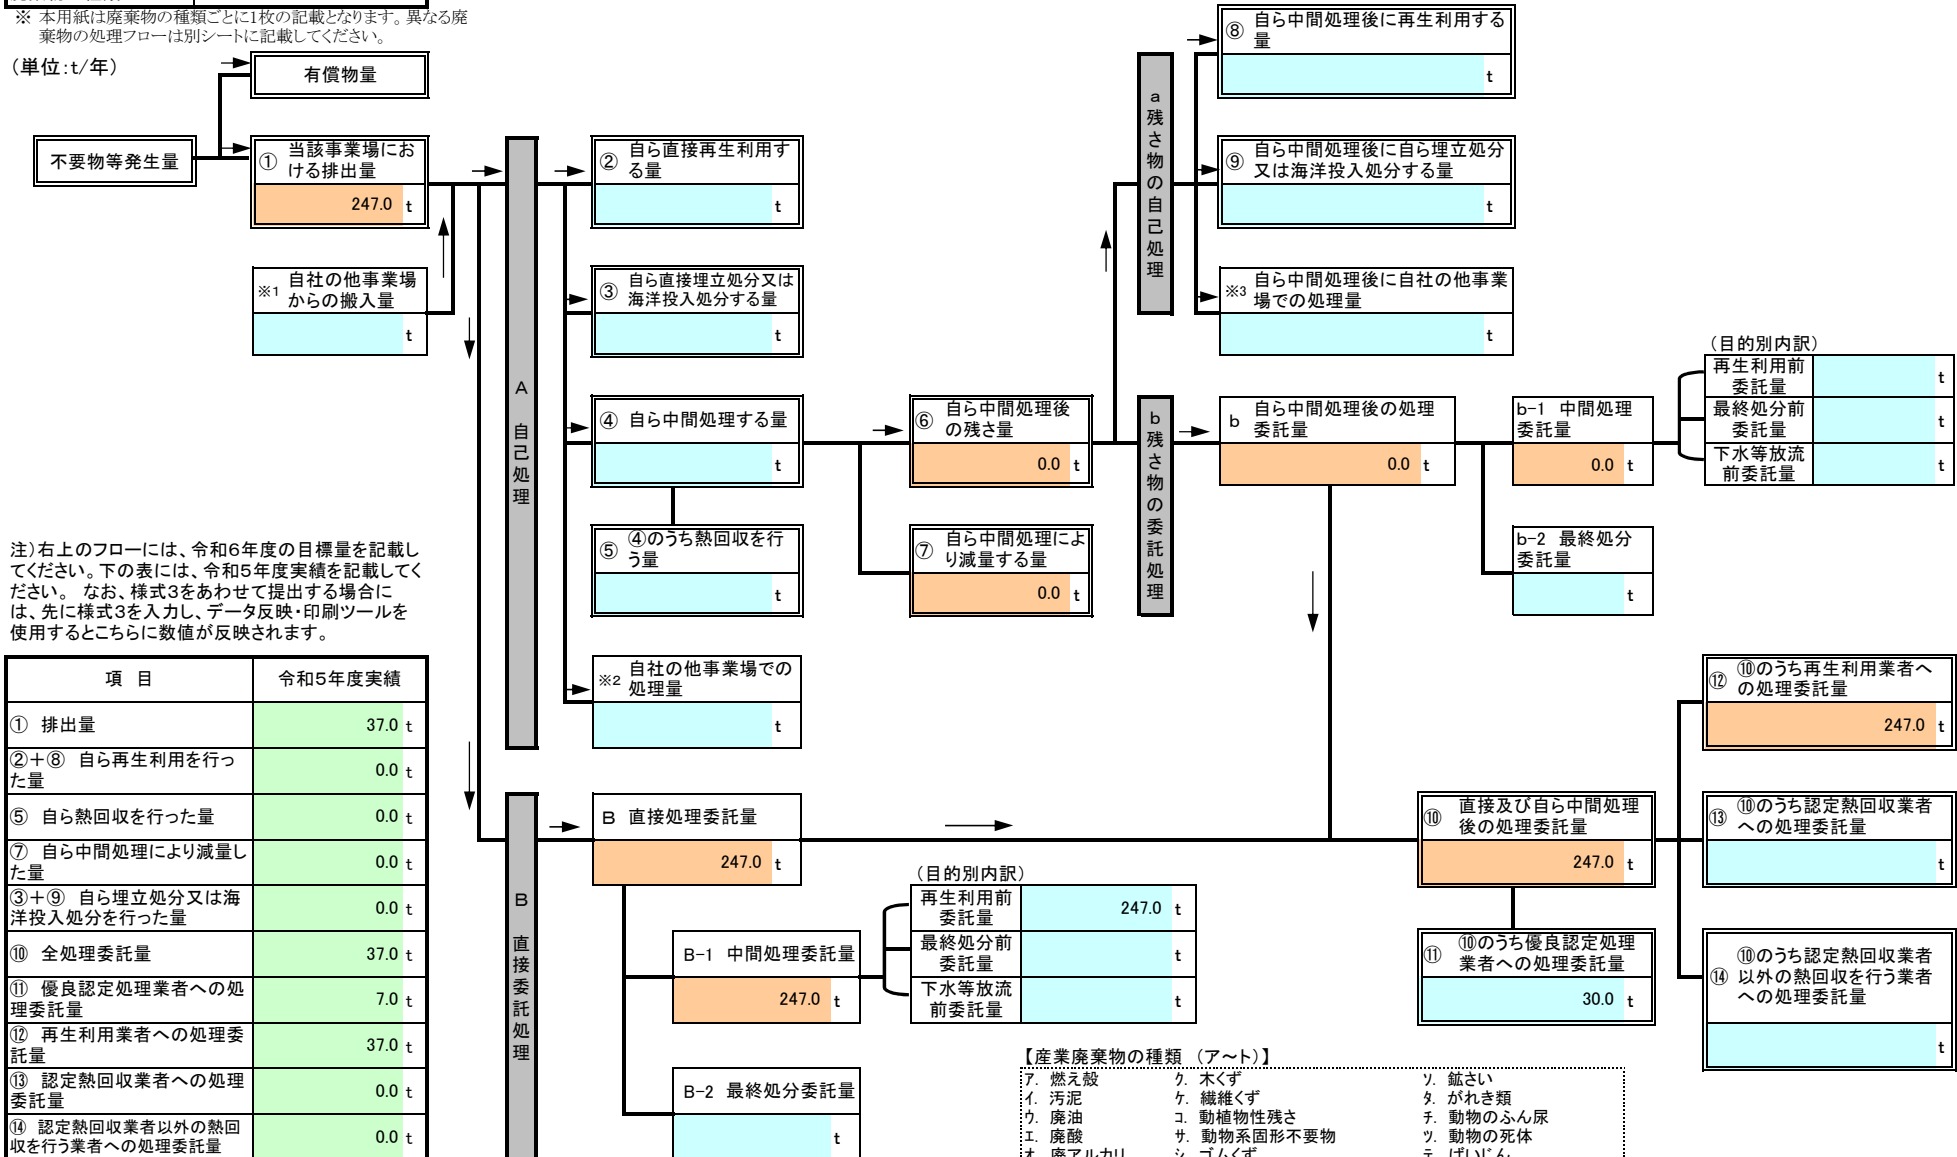 ※ 本用紙は廃棄物の種類ごとに1枚の記載となります。異なる廃
棄物の処理フローは別シートに記載してください。
(単位:t/年)
有償物量
不要物等発生量
① 当該事業場にお
ける排出量
247.0 t
※1 自社の他事業場
からの搬入量
t
A 自己処理
② 自ら直接再生利用す
る量
t
③ 自ら直接埋立処分又は
海洋投入処分する量
t
④ 自ら中間処理する量
t
⑤ ④のうち熱回収を行
う量
t
※2 自社の他事業場での
処理量
t
⑥ 自ら中間処理後
の残さ量
0.0 t
⑦ 自ら中間処理によ
り減量する量
0.0 t
a 残さ物の自己処理
⑧ 自ら中間処理後に再生利用する
量
t
⑨ 自ら中間処理後に自ら埋立処分
又は海洋投入処分する量
t
※3 自ら中間処理後に自社の他事業
場での処理量
t
b 残さ物の委託処理
b 自ら中間処理後の処理
委託量
0.0 t
b-1 中間処理
委託量
0.0 t
(目的別内訳)
再生利用前
委託量
t
最終処分前
委託量
t
下水等放流
前委託量
t
b-2 最終処分
委託量
t
注)右上のフローには、令和6年度の目標量を記載し
てください。下の表には、令和5年度実績を記載してく
ださい。 なお、様式3をあわせて提出する場合に
は、先に様式3を入力し、データ反映・印刷ツールを
使用するとこちらに数値が反映されます。
項 目 令和5年度実績
① 排出量 37.0 t
②+⑧ 自ら再生利用を行っ
た量
0.0 t
⑤ 自ら熱回収を行った量 0.0 t
⑦ 自ら中間処理により減量し
た量
0.0 t
③+⑨ 自ら埋立処分又は海
洋投入処分を行った量
0.0 t
⑩ 全処理委託量 37.0 t
⑪ 優良認定処理業者への処
理委託量
7.0 t
⑫ 再生利用業者への処理委
託量
37.0 t
⑬ 認定熱回収業者への処理
委託量
0.0 t
⑭ 認定熱回収業者以外の熱回
収を行う業者への処理委託量
0.0 t
B 直接委託処理
B 直接処理委託量
247.0 t
B-1 中間処理委託量
247.0 t
(目的別内訳)
再生利用前
委託量
247.0 t
最終処分前
委託量
t
下水等放流
前委託量
t
B-2 最終処分委託量
t
⑩ 直接及び自ら中間処理
後の処理委託量
247.0 t
⑪ ⑩のうち優良認定処理
業者への処理委託量
30.0 t
⑫ ⑩のうち再生利用業者へ
の処理委託量
247.0 t
⑬ ⑩のうち認定熱回収業者
への処理委託量
t
⑭ ⑩のうち認定熱回収業者
以外の熱回収を行う業者
への処理委託量
t
【産業廃棄物の種類 (ア~ト)】
ア. 燃え殻 ク. 木くず ソ. 鉱さい
イ. 汚泥 ケ. 繊維くず タ. がれき類
ウ. 廃油 コ. 動植物性残さ チ. 動物のふん尿
エ. 廃酸 サ. 動物系固形不要物 ツ. 動物の死体
オ. 廃アルカリ シ. ゴムくず テ. ばいじん